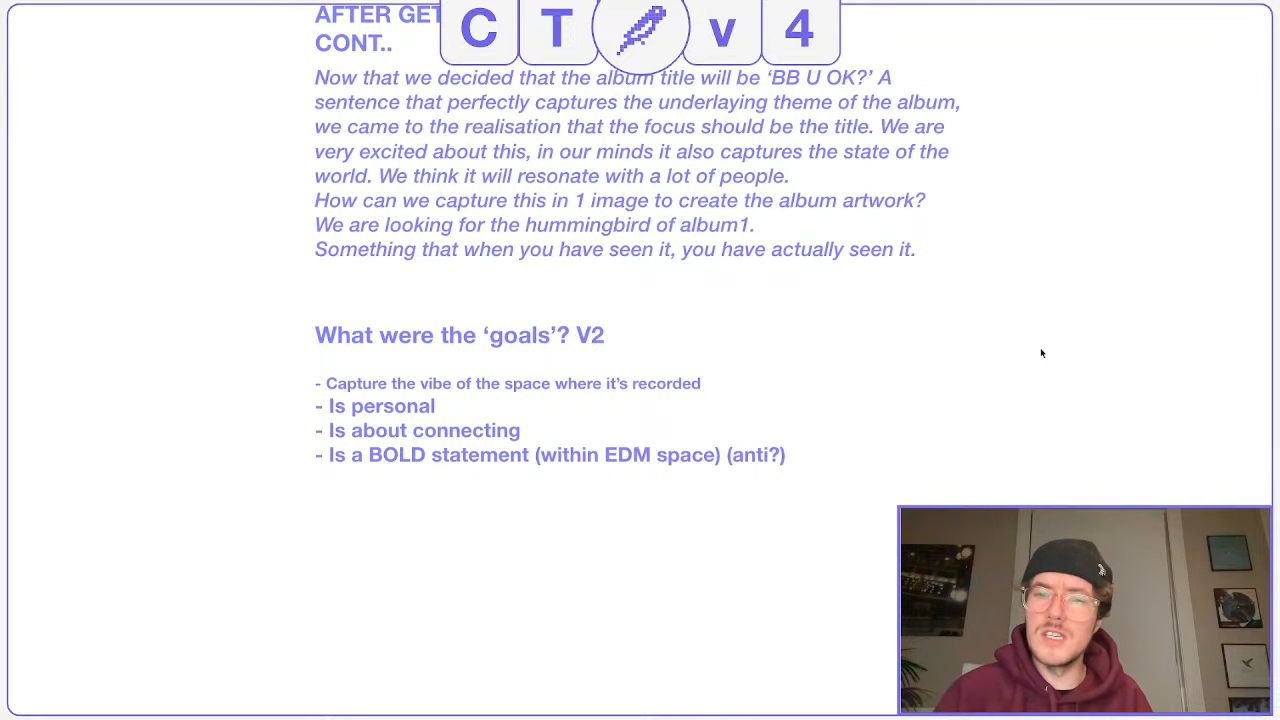 AFTER GET
CONT..
C T v 4
Now that we decided that the album title will be ‘BB U OK?’ A
sentence that perfectly captures the underlaying theme of the album,
we came to the realisation that the focus should be the title. We are
very excited about this, in our minds it also captures the state of the
world. We think it will resonate with a lot of people.
How can we capture this in 1 image to create the album artwork?
We are looking for the hummingbird of album1.
Something that when you have seen it, you have actually seen it.
What were the ‘goals’? V2
- Capture the vibe of the space where it’s recorded
- Is personal
- Is about connecting
- Is a BOLD statement (within EDM space) (anti?)